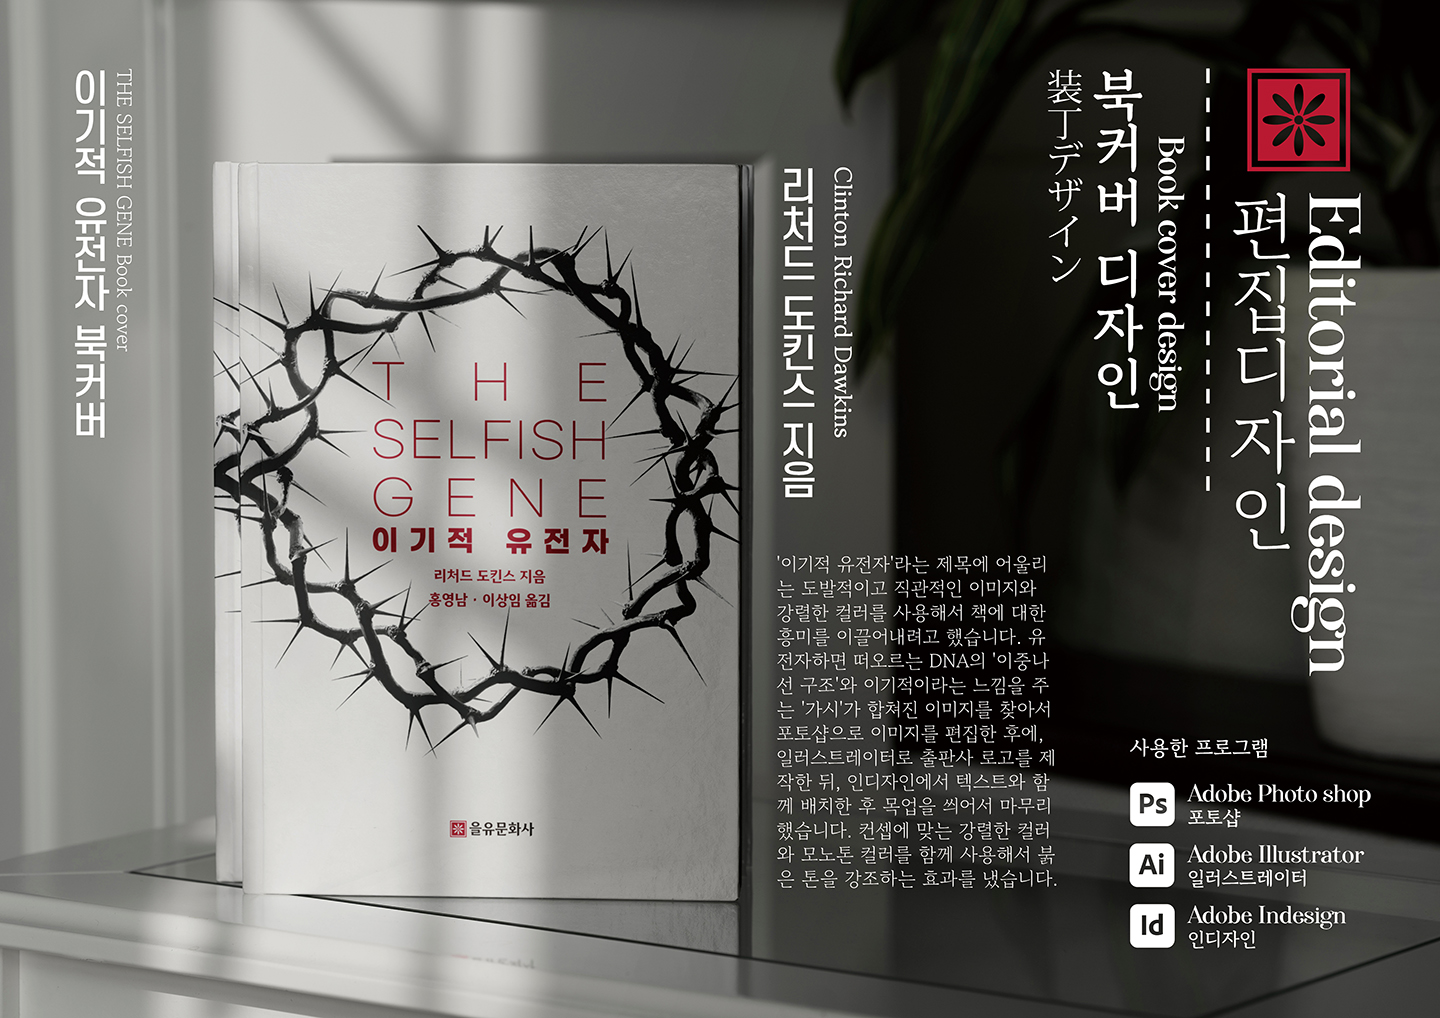 이기적 유전자 북커버
THE SELFISH GENE Book cover
THE
SELFISH
GENE
이기적 유전자
리처드 도킨스 지음
홍영남 · 이상임 옮김
을유문화사
리처드 도킨스 지음
Clinton Richard Dawkins
'이기적 유전자'라는 제목에 어울리
는 도발적이고 직관적인 이미지와
강렬한 컬러를 사용해서 책에 대한
흥미를 이끌어내려고 했습니다. 유
전자하면 떠오르는 DNA의 '이중나
선 구조'와 이기적이라는 느낌을 주
는 '가시'가 합쳐진 이미지를 찾아서
포토샵으로 이미지를 편집한 후에,
일러스트레이터로 출판사 로고를 제
작한 뒤, 인디자인에서 텍스트와 함
께 배치한 후 목업을 씌어서 마무리
했습니다. 컨셉에 맞는 강렬한 컬러
와 모노톤 컬러를 함께 사용해서 붉
은 톤을 강조하는 효과를 냈습니다.
Editorial design
편집디자인
Book cover design
북커버 디자인
装丁デザイン
사용한 프로그램
Ps
Adobe Photo shop
포토샵
Ai
Adobe Illustrator
일러스트레이터
Id
Adobe Indesign
인디자인